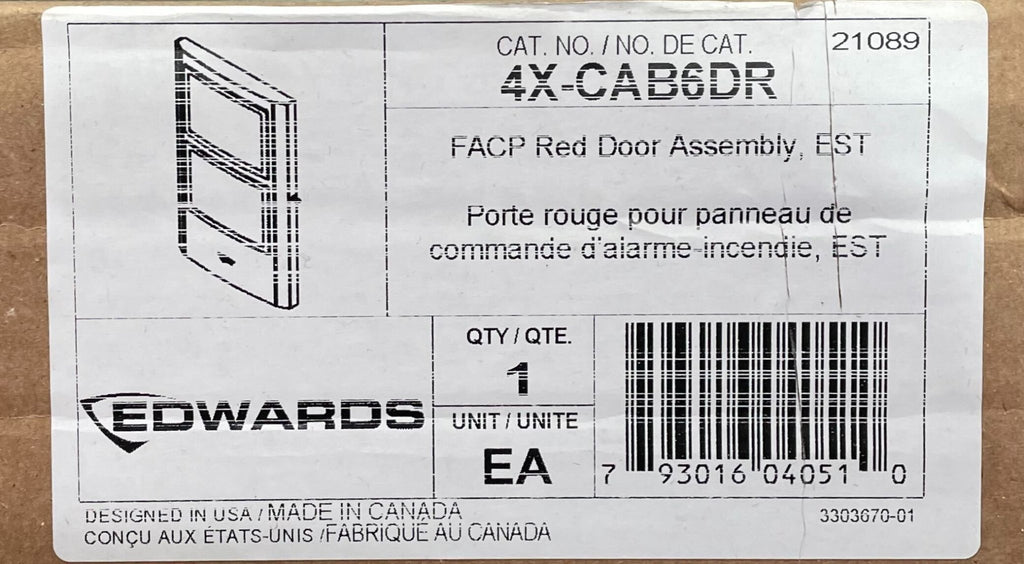 CAT. NO. / NO. DE CAT.
21089
4X-CAB6DR
FACP Red Door Assembly, EST
Porte rouge pour panneau de
commande d'alarme-incendie, EST
EDWARDS
QTY / QTE.
1
UNIT / UNITE
EA
7 93016 04051 0
DESIGNED IN USA / MADE IN CANADA
CONÇU AUX ÉTATS-UNIS /FABRIQUÉ AU CANADA
3303670-01